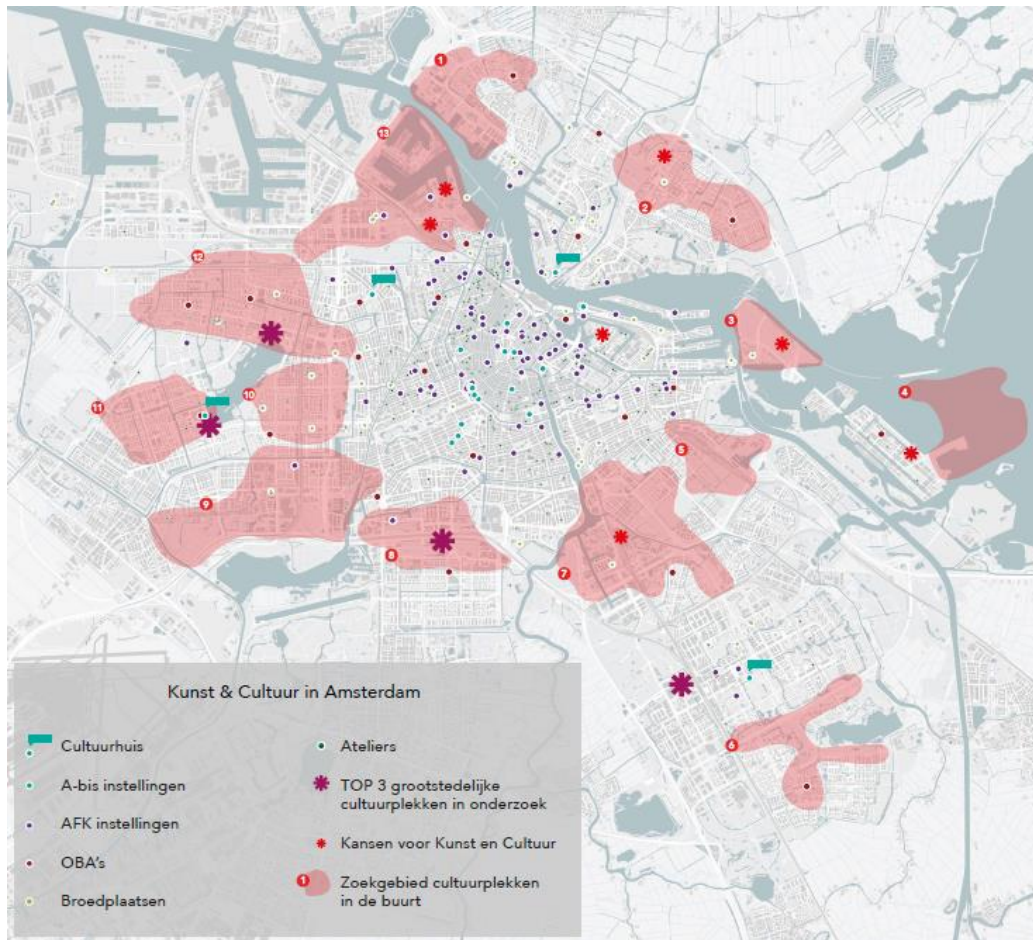 1
13
2
12
3
4
11
10
5
9
8
7
6
Kunst & Cultuur in Amsterdam
Cultuurhuis
A-bis instellingen
AFK instellingen
OBA's
Broedplaatsen
Ateliers
TOP 3 grootstedelijke
cultuurplekken in onderzoek
Kansen voor Kunst en Cultuur
1 Zoekgebied cultuurplekken
in de buurt